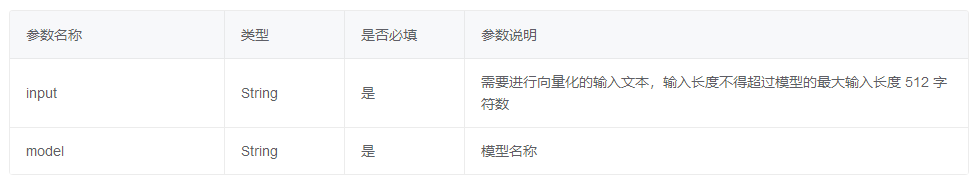 参数名称 类型 是否必填 参数说明
input String 是 需要进行向量化的输入文本，输入长度不得超过模型的最大输入长度 512 字
符数
model String 是 模型名称